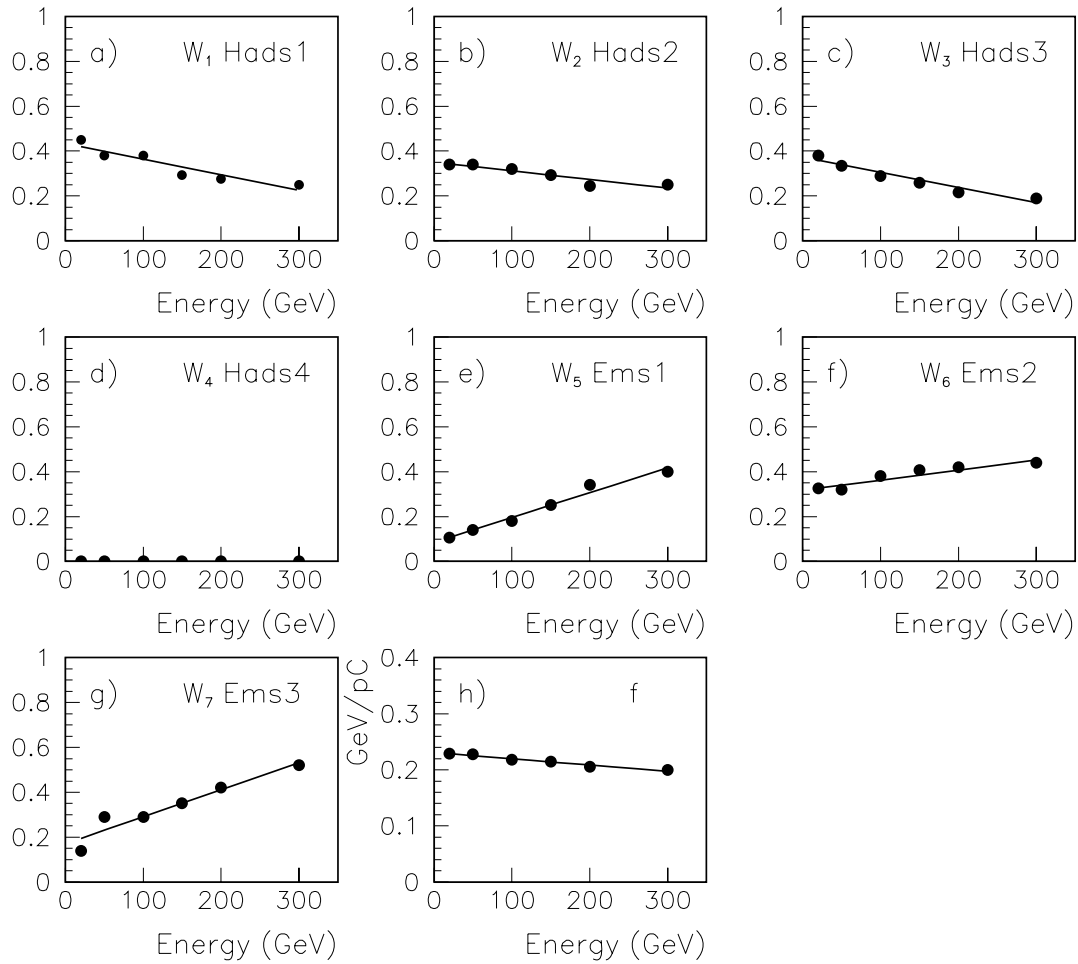 1
0.8
0.6
0.4
0.2
0
a) W₁ Hads1
0 100 200 300
Energy (GeV)
1
0.8
0.6
0.4
0.2
0
b) W₂ Hads2
0 100 200 300
Energy (GeV)
1
0.8
0.6
0.4
0.2
0
c) W₃ Hads3
0 100 200 300
Energy (GeV)
1
0.8
0.6
0.4
0.2
0
d) W₄ Hads4
0 100 200 300
Energy (GeV)
1
0.8
0.6
0.4
0.2
0
e) W₅ Ems1
0 100 200 300
Energy (GeV)
1
0.8
0.6
0.4
0.2
0
f) W₆ Ems2
0 100 200 300
Energy (GeV)
1
0.8
0.6
0.4
0.2
0
g) W₇ Ems3
0 100 200 300
Energy (GeV)
GeV/pC
0.4
0.3
0.2
0.1
0
h) f
0 100 200 300
Energy (GeV)